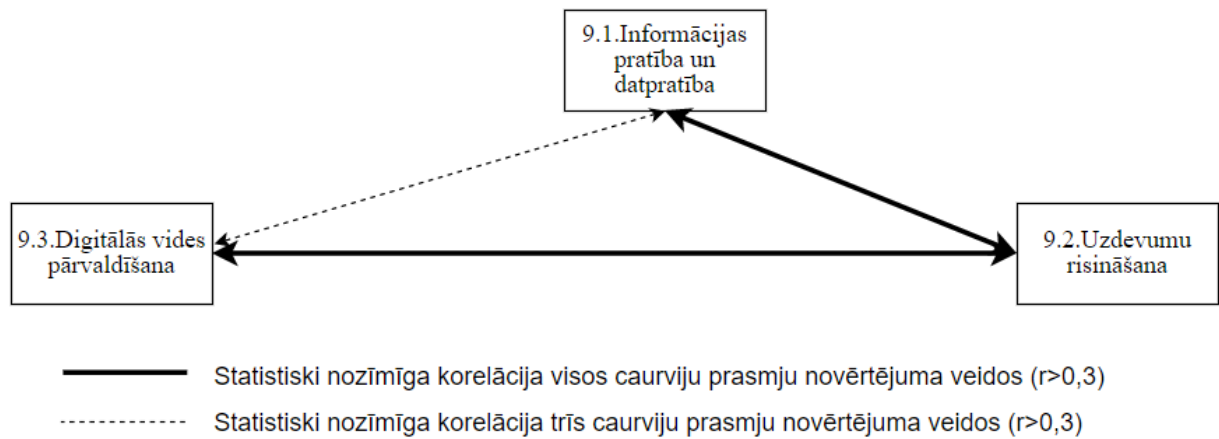 9.1.Informācijas
pratība un
datpratība
9.3.Digitālās vides
pārvaldīšana
9.2.Uzdevumu
risināšana
Statistiski nozīmīga korelācija visos caurviju prasmju novērtējuma veidos (r>0,3)
Statistiski nozīmīga korelācija trīs caurviju prasmju novērtējuma veidos (r>0,3)